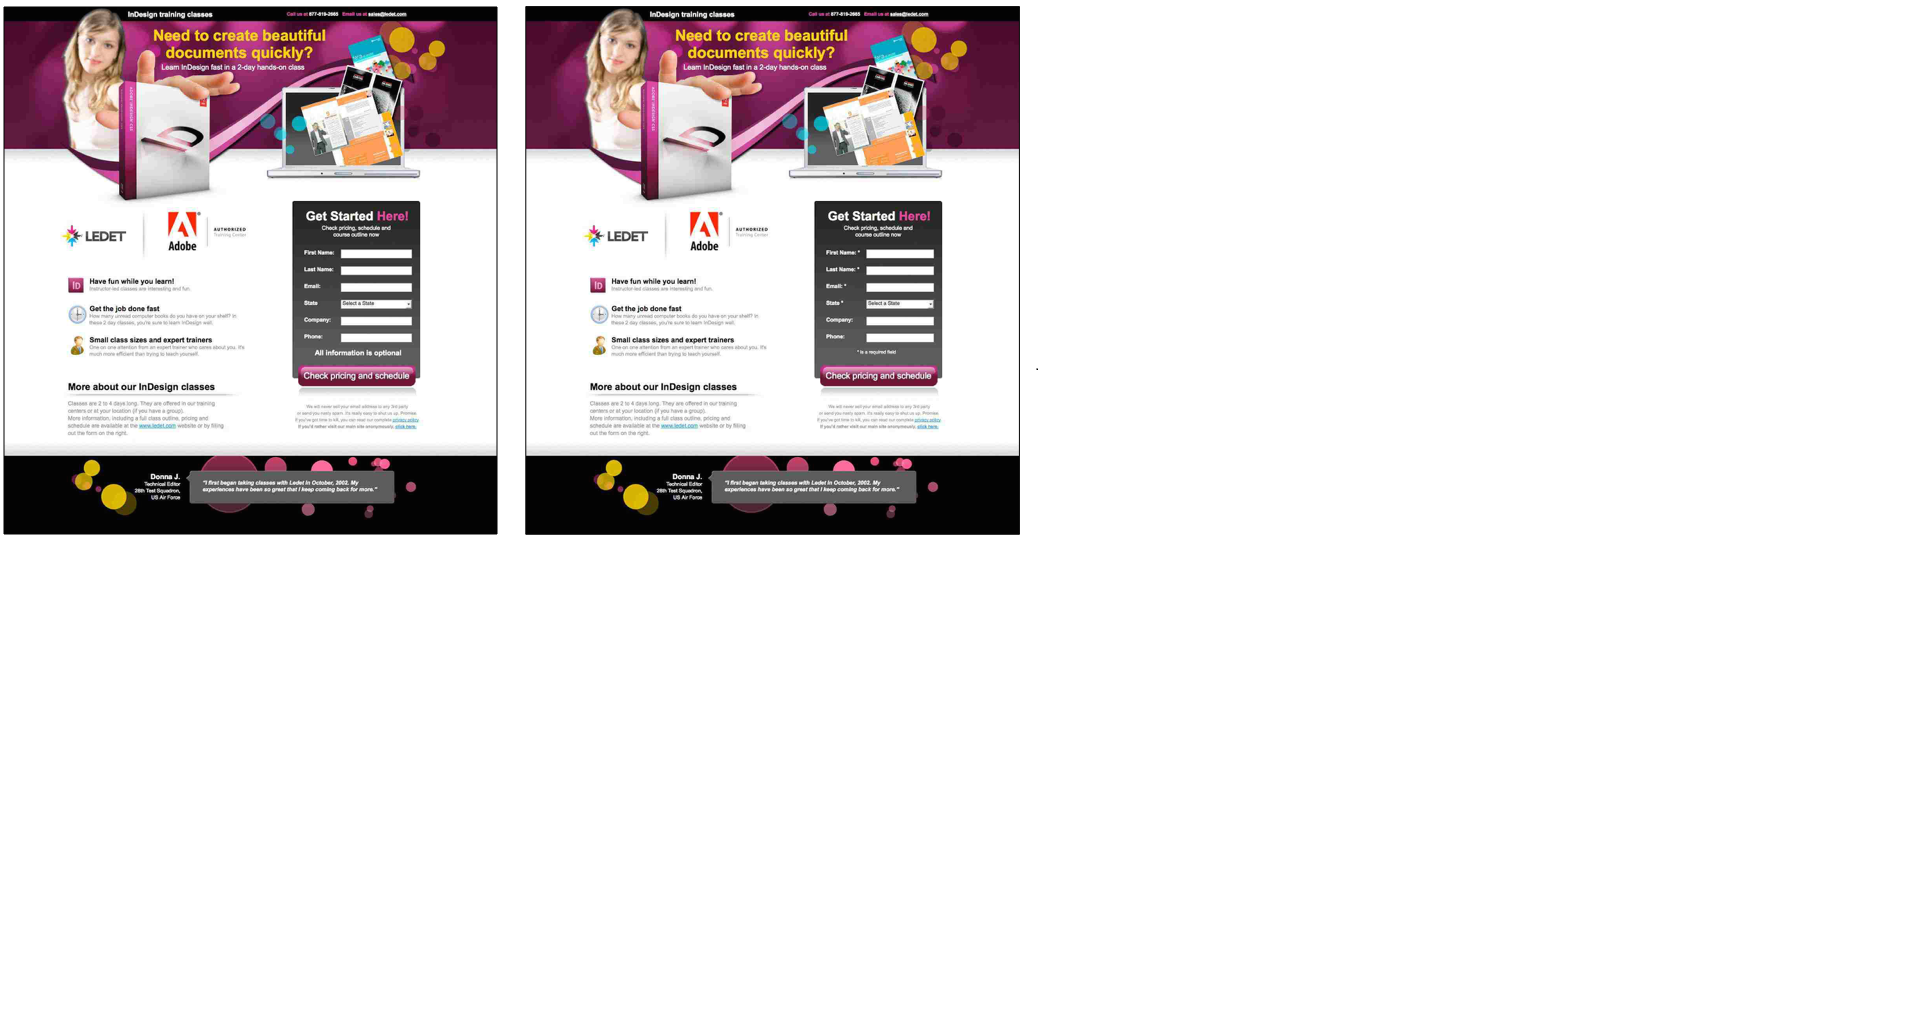 InDesign training classes
Call us at 877-819-2665 Email us at sales@ledet.com
Need to create beautiful
documents quickly?
Learn InDesign fast in a 2-day hands-on class
LEDET
Adobe
AUTHORIZED
Training Center
Get Started Here!
Check pricing, schedule and
course outline now
First Name:
Last Name:
Email:
State
Select a State
Company:
Phone:
All information is optional
Check pricing and schedule
Have fun while you learn!
Instructor-led classes are interesting and fun.
Get the job done fast
How many unread computer books do you have on your shelf? In
these 2 day classes, you're sure to learn InDesign well.
Small class sizes and expert trainers
One on one attention from an expert trainer who cares about you. It's
much more efficient than trying to teach yourself.
More about our InDesign classes
Classes are 2 to 4 days long. They are offered in our training
centers or at your location (if you have a group).
More information, including a full class outline, pricing and
schedule are available at the www.ledet.com website or by filling
out the form on the right.
We will never sell your email address to any 3rd party
or send you nasty spam. It's really easy to shut us up. Promise.
If you've got time to kill, you can read our complete privacy policy.
If you'd rather visit our main site anonymously, click here.
Donna J.
Technical Editor
28th Test Squadron,
US Air Force
"I first began taking classes with Ledet in October, 2002. My
experiences have been so great that I keep coming back for more."
InDesign training classes
Call us at 877-819-2665 Email us at sales@ledet.com
Need to create beautiful
documents quickly?
Learn InDesign fast in a 2-day hands-on class
LEDET
Adobe
AUTHORIZED
Training Center
Get Started Here!
Check pricing, schedule and
course outline now
First Name: *
Last Name: *
Email: *
State *
Select a State
Company:
Phone:
* is a required field
Check pricing and schedule
Have fun while you learn!
Instructor-led classes are interesting and fun.
Get the job done fast
How many unread computer books do you have on your shelf? In
these 2 day classes, you're sure to learn InDesign well.
Small class sizes and expert trainers
One on one attention from an expert trainer who cares about you. It's
much more efficient than trying to teach yourself.
More about our InDesign classes
Classes are 2 to 4 days long. They are offered in our training
centers or at your location (if you have a group).
More information, including a full class outline, pricing and
schedule are available at the www.ledet.com website or by filling
out the form on the right.
We will never sell your email address to any 3rd party
or send you nasty spam. It's really easy to shut us up. Promise.
If you've got time to kill, you can read our complete privacy policy.
If you'd rather visit our main site anonymously, click here.
Donna J.
Technical Editor
28th Test Squadron,
US Air Force
"I first began taking classes with Ledet in October, 2002. My
experiences have been so great that I keep coming back for more."